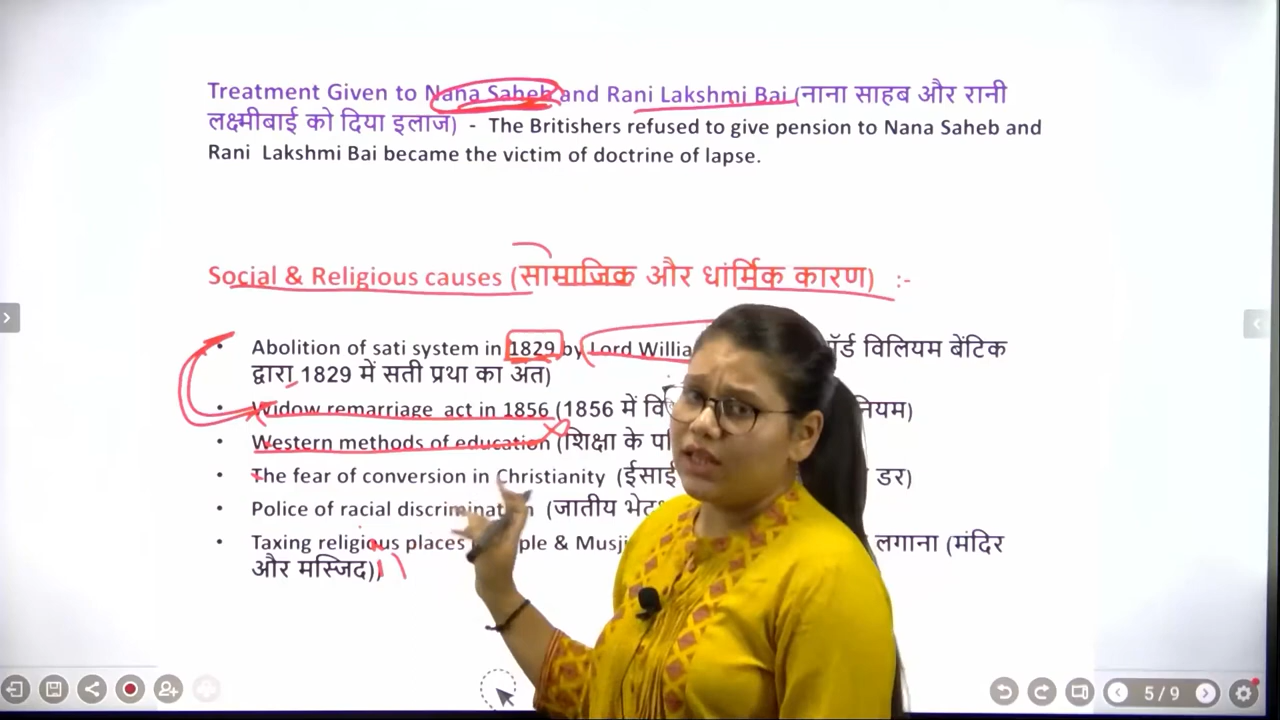 Treatment Given to Nana Saheb and Rani Lakshmi Bai (नाना साहब और रानी
लक्ष्मीबाई को दिया इलाज) - The Britishers refused to give pension to Nana Saheb and
Rani Lakshmi Bai became the victim of doctrine of lapse.
Social & Religious causes (सामाजिक और धांर्मिक कारण) :-
• Abolition of sati system in 1829 by Lord विलियम बेंटिक
द्वारा 1829 में सती प्रथा का अंत)
• Widow remarriage act in 1856 (1856 में
• Western methods of education (शिक्षा के
• The fear of conversion in Christianity डर)
• Police of racial (जातीय
• Taxing religious places & लगाना (मंदिर
और मस्जिद))
5/9